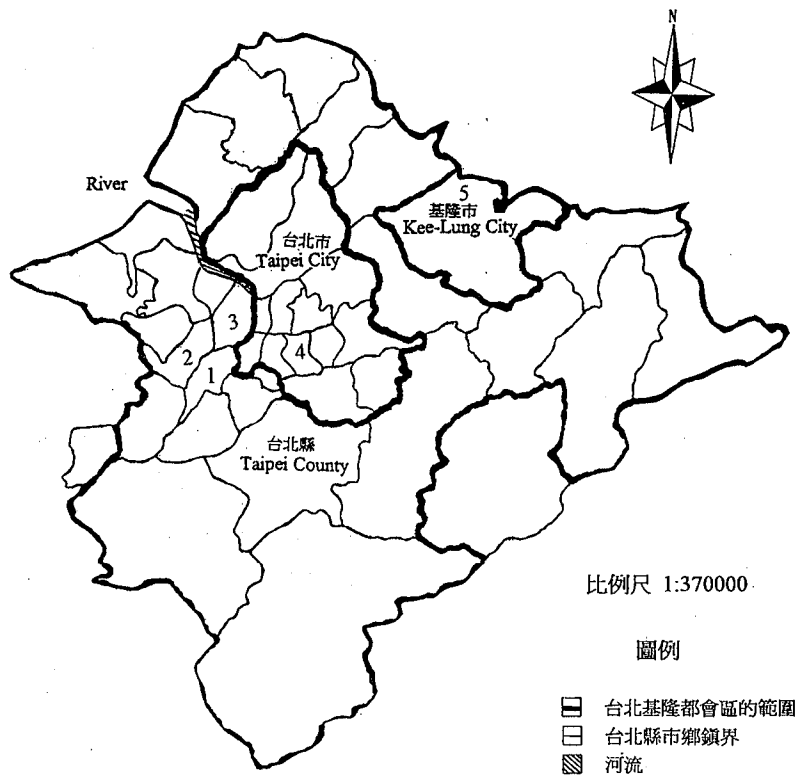 N
River
5
基隆市
Kee-Lung City
台北市
Taipei City
3
4
2
1
台北縣
Taipei County
比例尺 1:370000
圖例
台北基隆都會區的範圍
台北縣市鄉鎮界
河流